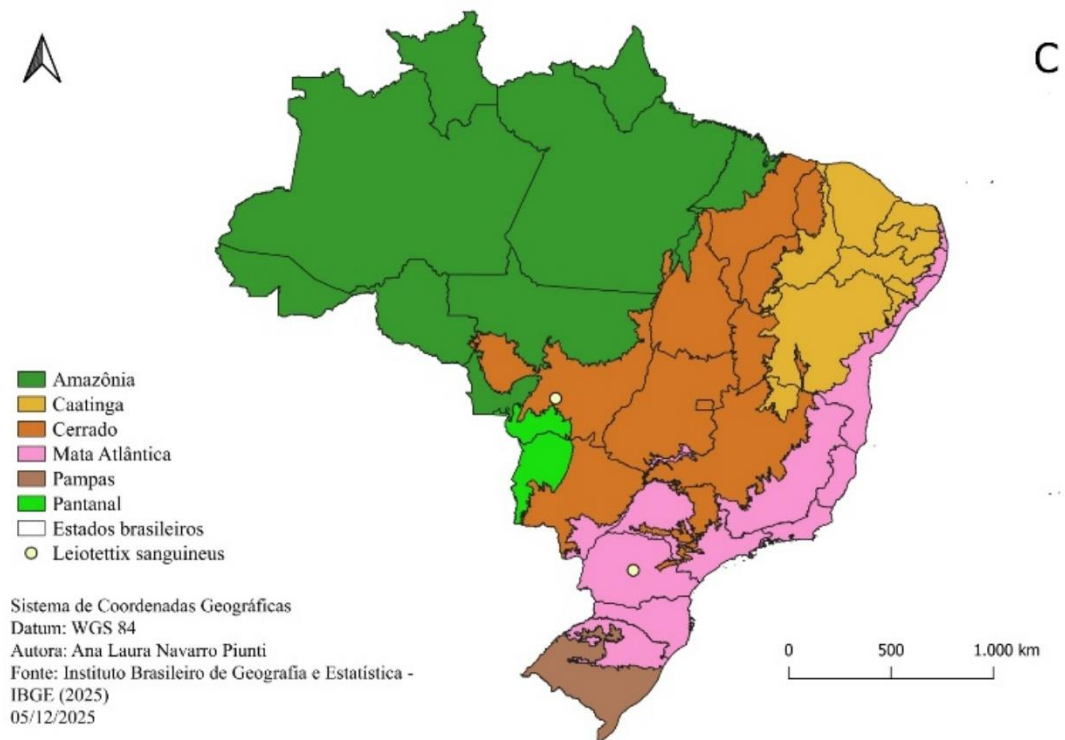 C
Amazônia
Caatinga
Cerrado
Mata Atlântica
Pampas
Pantanal
Estados brasileiros
Leiotettix sanguineus
Sistema de Coordenadas Geográficas
Datum: WGS 84
Autora: Ana Laura Navarro Piunti
Fonte: Instituto Brasileiro de Geografia e Estatística -
IBGE (2025)
05/12/2025
0 500 1.000 km